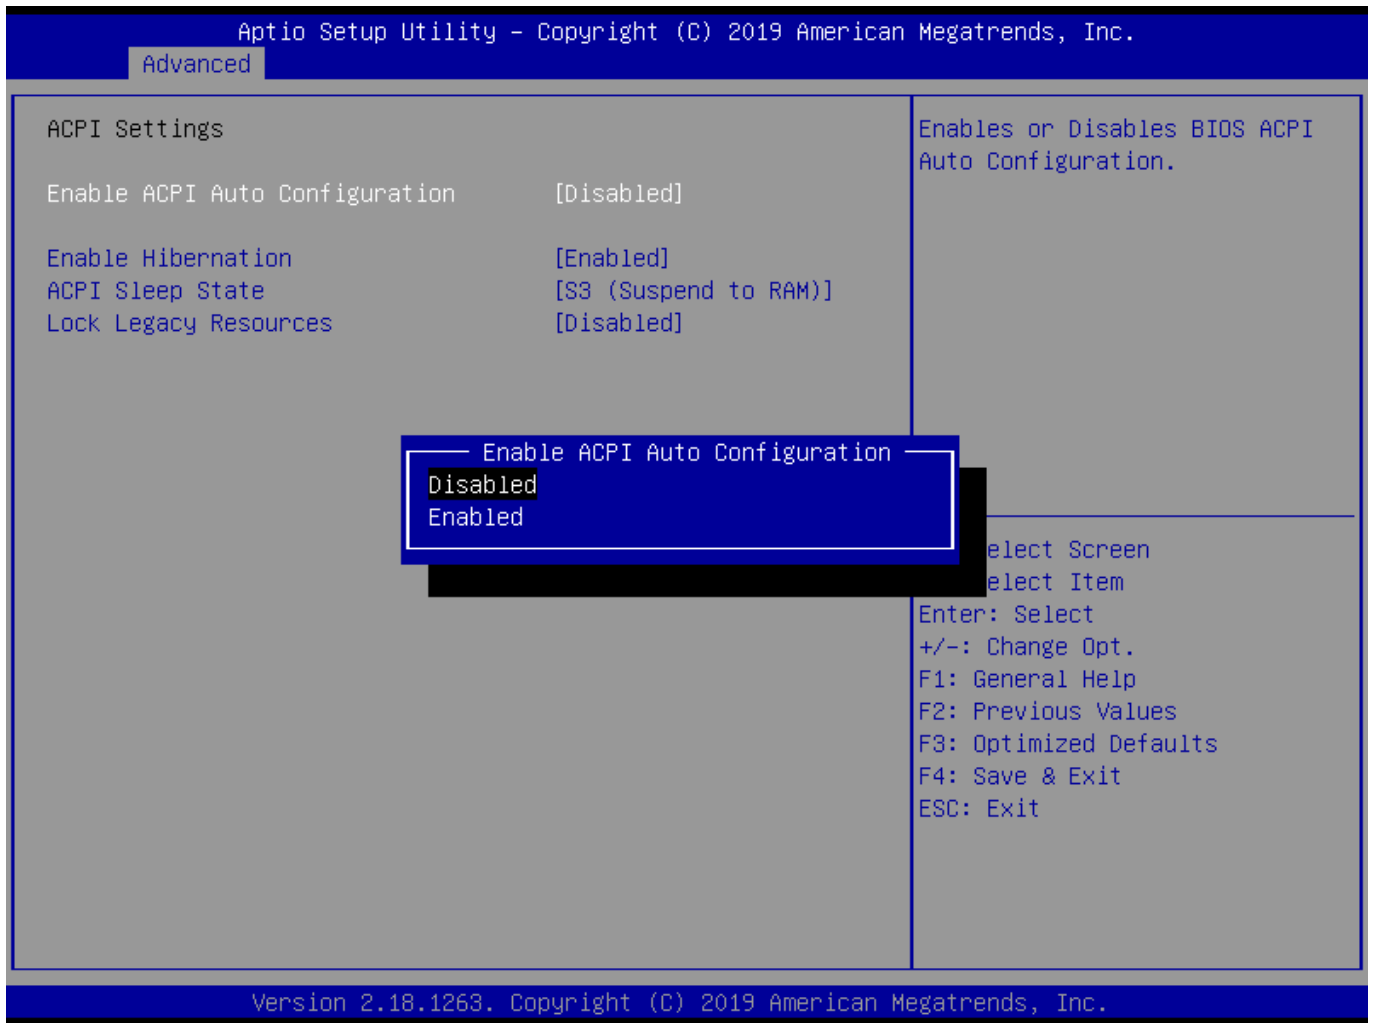 Aptio Setup Utility – Copyright (C) 2019 American Megatrends, Inc.
Advanced
ACPI Settings
Enable ACPI Auto Configuration [Disabled]
Enable Hibernation [Enabled]
ACPI Sleep State [S3 (Suspend to RAM)]
Lock Legacy Resources [Disabled]
Enables or Disables BIOS ACPI
Auto Configuration.
Enable ACPI Auto Configuration
Disabled
Enabled
elect Screen
elect Item
Enter: Select
+/-: Change Opt.
F1: General Help
F2: Previous Values
F3: Optimized Defaults
F4: Save & Exit
ESC: Exit
Version 2.18.1263. Copyright (C) 2019 American Megatrends, Inc.